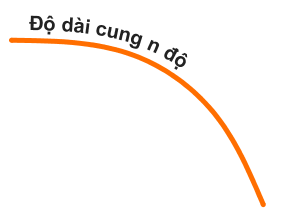 Độ dài cung n độ